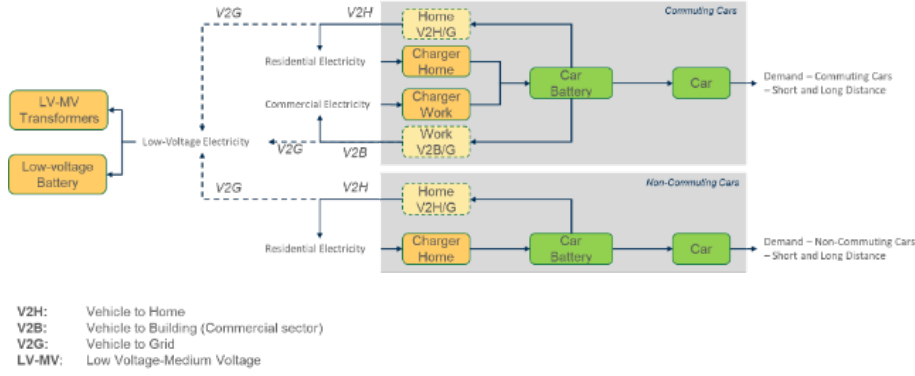 V2G
V2H
Home
V2H/G
Commuting Cars
Residential Electricity
Charger
Home
Car
Battery
Car
Demand – Commuting Cars
– Short and Long Distance
LV-MV
Transformers
Commercial Electricity
Charger
Work
Low-Voltage Electricity
V2G
V2B
Work
V2B/G
Low-voltage
Battery
V2G
V2H
Home
V2H/G
Non-Commuting Cars
Residential Electricity
Charger
Home
Car
Battery
Car
Demand – Non-Commuting Cars
– Short and Long Distance
V2H: Vehicle to Home
V2B: Vehicle to Building (Commercial sector)
V2G: Vehicle to Grid
LV-MV: Low Voltage-Medium Voltage